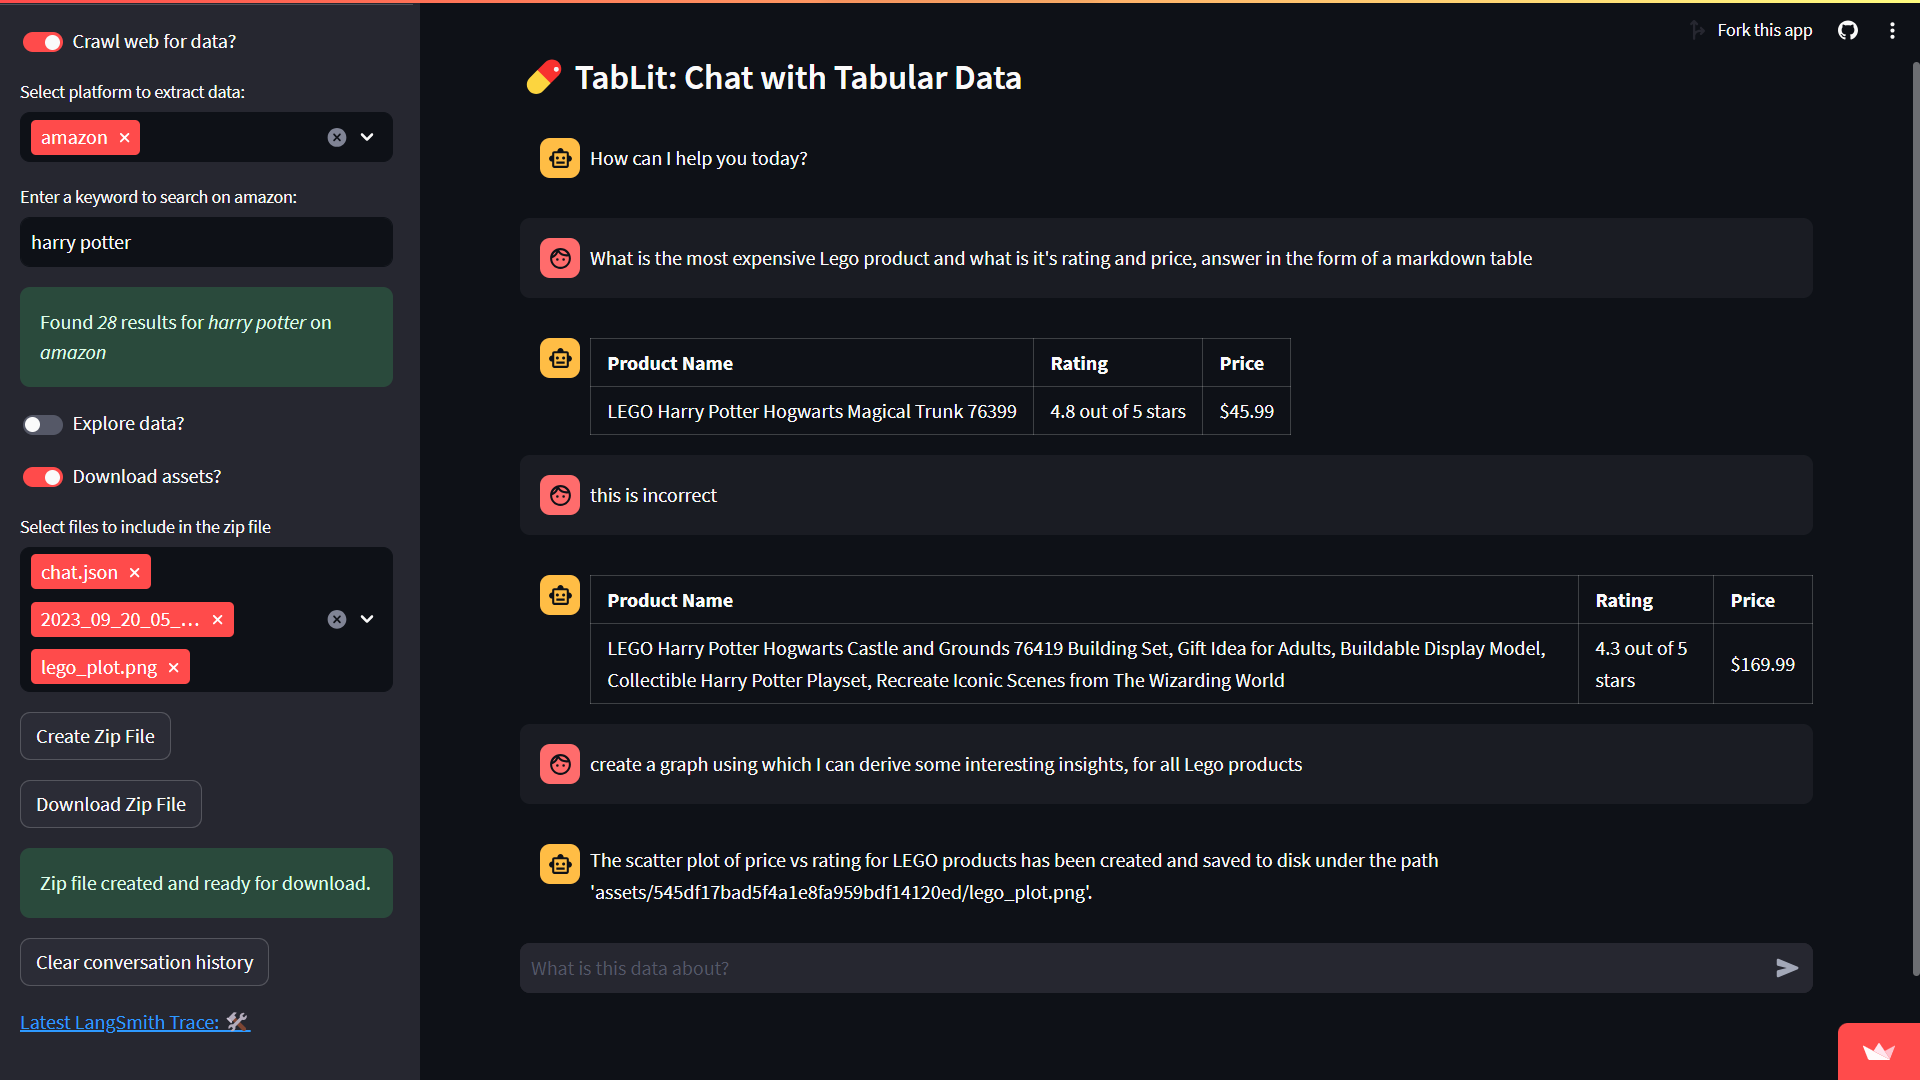 Crawl web for data?
Select platform to extract data:
amazon
Enter a keyword to search on amazon:
harry potter
Found 28 results for harry potter on
amazon
Explore data?
Download assets?
Select files to include in the zip file
chat.json
2023_09_20_05_...
lego_plot.png
Create Zip File
Download Zip File
Zip file created and ready for download.
Clear conversation history
Latest LangSmith Trace:
Fork this app
TabLit: Chat with Tabular Data
How can I help you today?
What is the most expensive Lego product and what is it's rating and price, answer in the form of a markdown table
Product Name Rating Price
LEGO Harry Potter Hogwarts Magical Trunk 76399 4.8 out of 5 stars $45.99
this is incorrect
Product Name Rating Price
LEGO Harry Potter Hogwarts Castle and Grounds 76419 Building Set, Gift Idea for Adults, Buildable Display Model,
Collectible Harry Potter Playset, Recreate Iconic Scenes from The Wizarding World
4.3 out of 5
stars
$169.99
create a graph using which I can derive some interesting insights, for all Lego products
The scatter plot of price vs rating for LEGO products has been created and saved to disk under the path
'assets/545df17bad5f4a1e8fa959bdf14120ed/lego_plot.png'.
What is this data about?